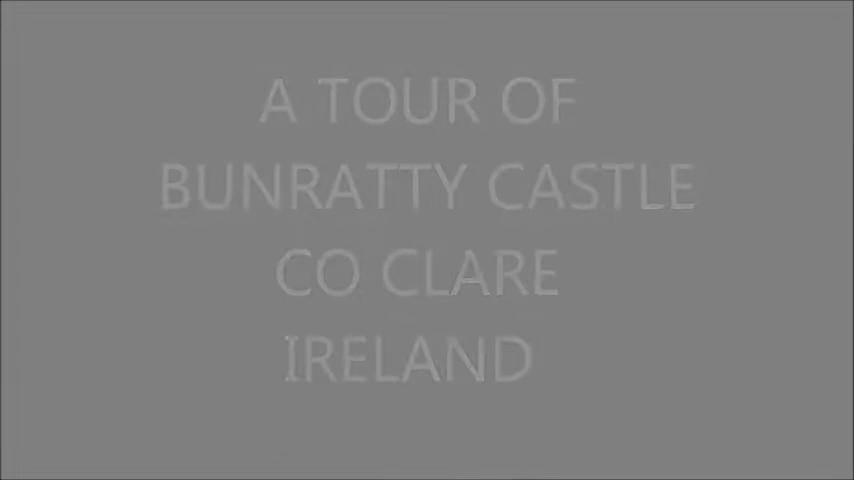 A TOUR OF
BUNRATTY CASTLE
CO CLARE
IRELAND